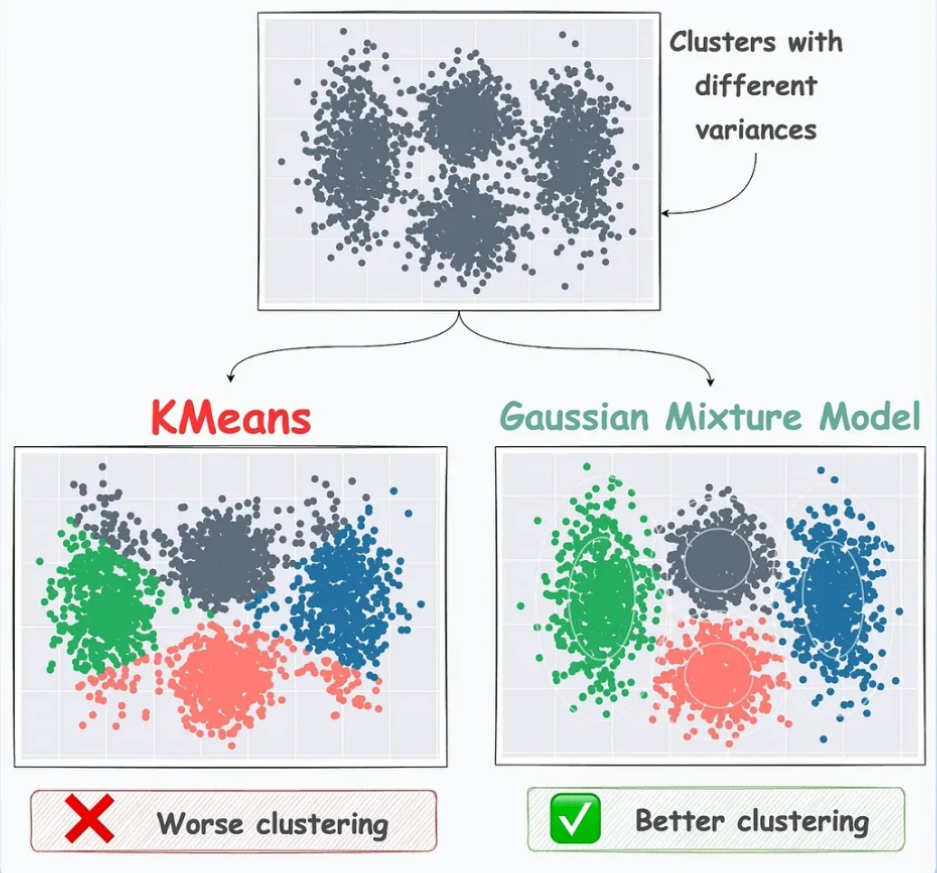 Clusters with
different
variances
KMeans
Gaussian Mixture Model
Worse clustering
Better clustering